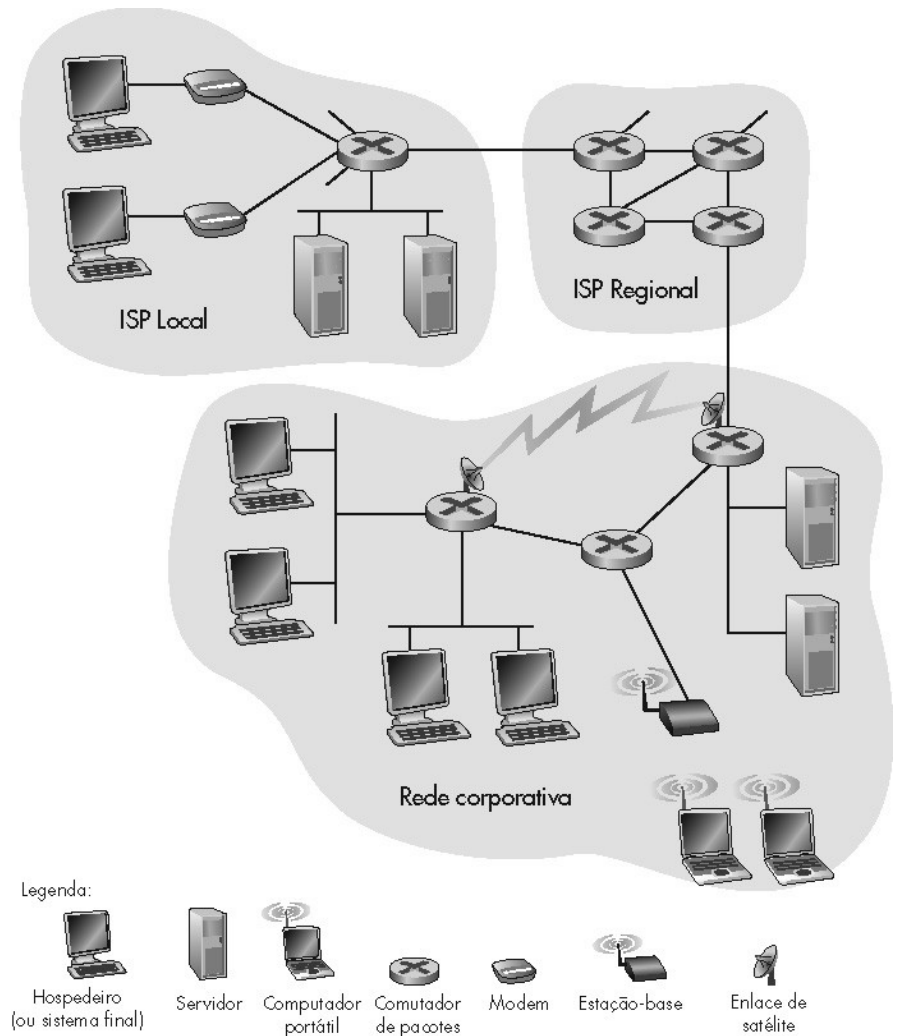 ISP Local
ISP Regional
Rede corporativa
Legenda:
Hospedeiro
(ou sistema final)
Servidor
Computador
portátil
Comutador
de pacotes
Modem
Estação-base
Enlace de
satélite